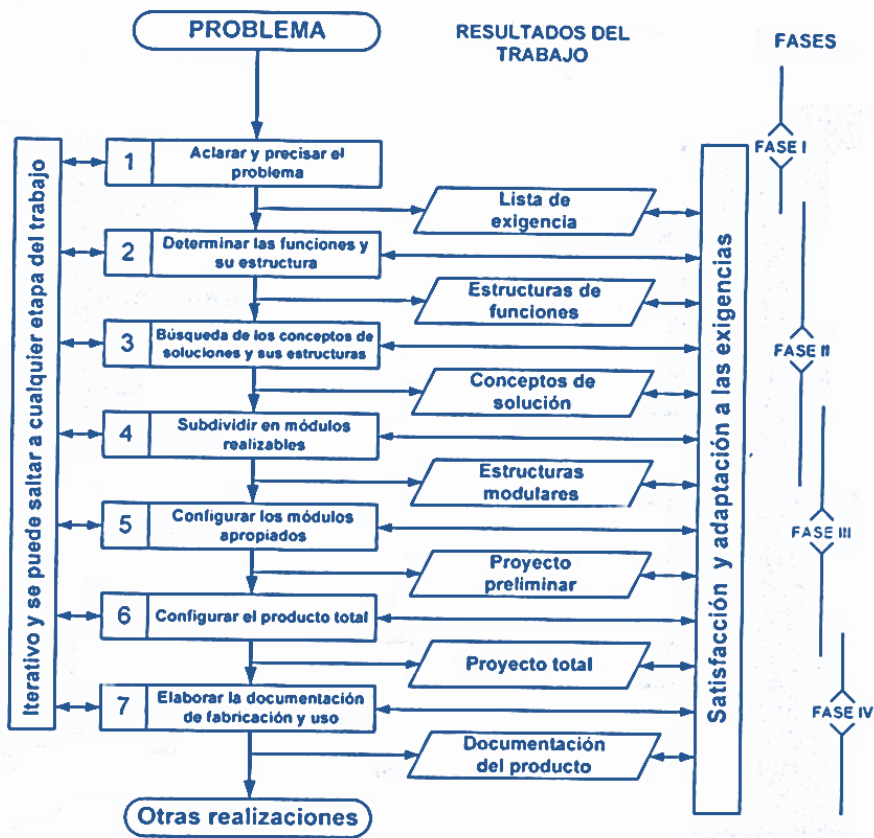 PROBLEMA
RESULTADOS DEL
TRABAJO
FASES
Iterativo y se puede saltar a cualquier etapa del trabajo
1
Aclarar y precisar el
problema
Lista de
exigencia
2
Determinar las funciones y
su estructura
Estructuras de
funciones
3
Búsqueda de los conceptos de
soluciones y sus estructuras
Conceptos de
solución
4
Subdividir en módulos
realizables
Estructuras
modulares
5
Configurar los módulos
apropiados
Proyecto
preliminar
6
Configurar el producto total
Proyecto total
7
Elaborar la documentación
de fabricación y uso
Documentación
del producto
Otras realizaciones
Satisfacción y adaptación a las exigencias
FASE I
FASE II
FASE III
FASE IV